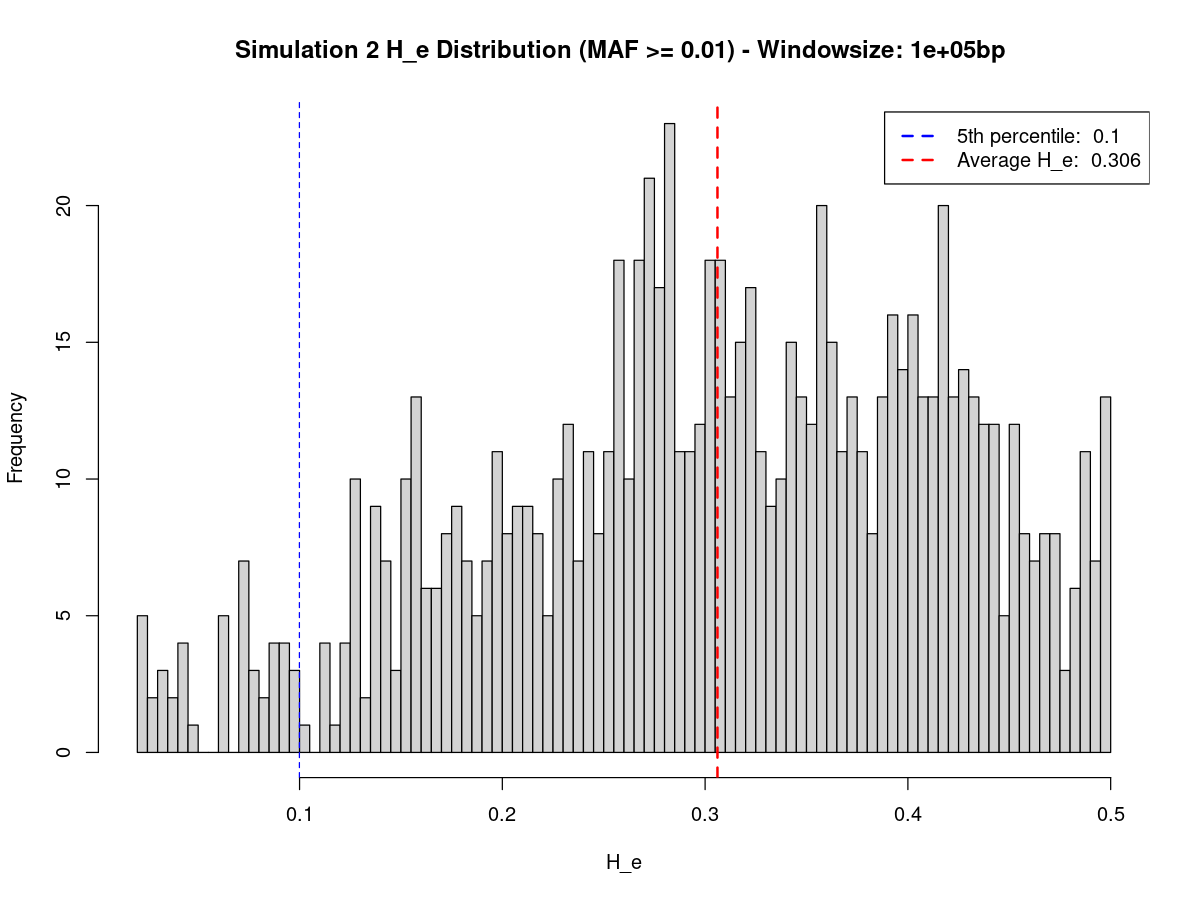 Simulation 2 H_e Distribution (MAF >= 0.01) - Windowsize: 1e+05bp
5th percentile:  0.1
Average H_e:  0.306
20
15
10
5
0
Frequency
0.1
0.2
0.3
0.4
0.5
H_e